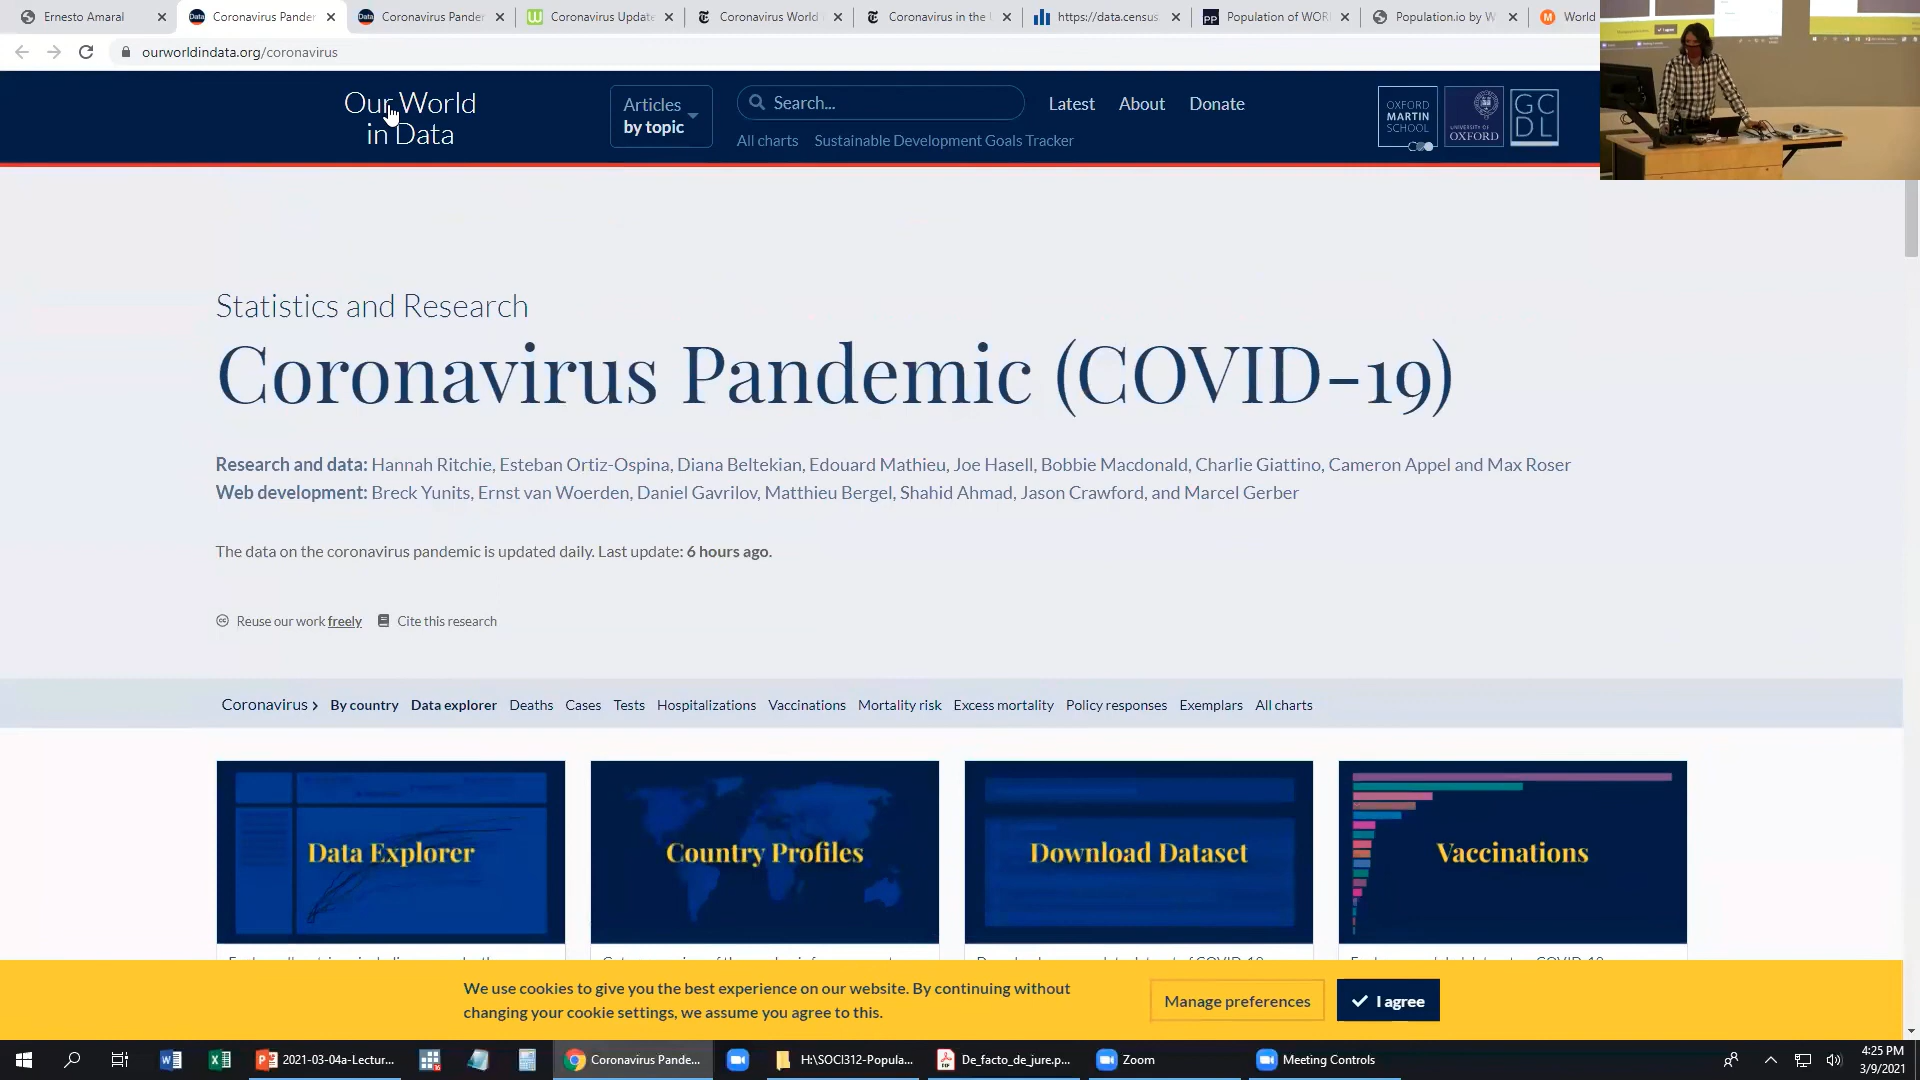 Ernesto Amaral
Coronavirus Pander
Coronavirus Pander
Coronavirus Update
Coronavirus World
Coronavirus in the
https://data.census
Population of WOR
Population.io by W
World
ourworldindata.org/coronavirus
Our World
in Data
Articles
by topic
Search...
Latest
About
Donate
All charts
Sustainable Development Goals Tracker
OXFORD
MARTIN
SCHOOL
UNIVERSITY OF
OXFORD
GC
DL
Statistics and Research
Coronavirus Pandemic (COVID-19)
Research and data: Hannah Ritchie, Esteban Ortiz-Ospina, Diana Beltekian, Edouard Mathieu, Joe Hasell, Bobbie Macdonald, Charlie Giattino, Cameron Appel and Max Roser
Web development: Breck Yunits, Ernst van Woerden, Daniel Gavrilov, Matthieu Bergel, Shahid Ahmad, Jason Crawford, and Marcel Gerber
The data on the coronavirus pandemic is updated daily. Last update: 6 hours ago.
Reuse our work freely
Cite this research
Coronavirus › By country Data explorer Deaths Cases Tests Hospitalizations Vaccinations Mortality risk Excess mortality Policy responses Exemplars All charts
Data Explorer
Country Profiles
Download Dataset
Vaccinations
We use cookies to give you the best experience on our website. By continuing without
changing your cookie settings, we assume you agree to this.
Manage preferences
I agree
2021-03-04a-Lectur...
Coronavirus Pande...
H:\SOCI312-Popula...
De_facto_de_jure.p...
Zoom
Meeting Controls
4:25 PM
3/9/2021